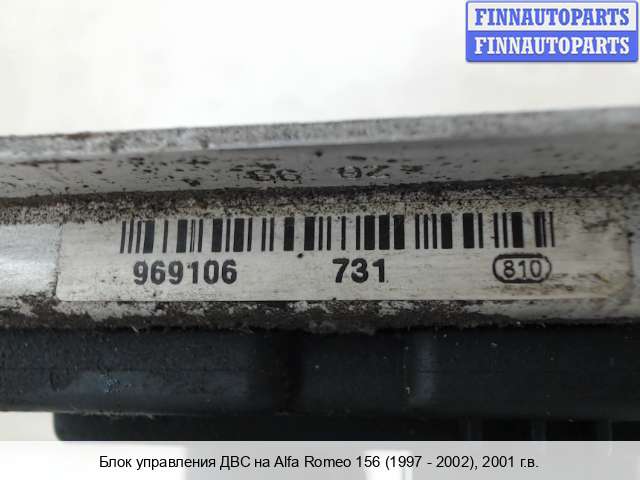 FINNAUTOPARTS
FINNAUTOPARTS
969106 731 810
Блок управления ДВС на Alfa Romeo 156 (1997 - 2002), 2001 г.в.